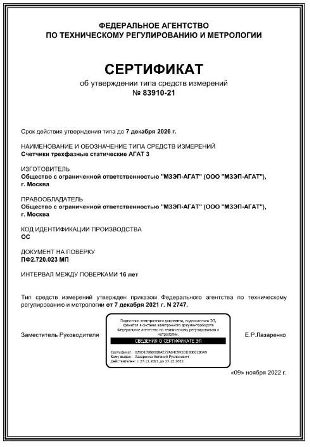 ФЕДЕРАЛЬНОЕ АГЕНТСТВО
ПО ТЕХНИЧЕСКОМУ РЕГУЛИРОВАНИЮ И МЕТРОЛОГИИ
СЕРТИФИКАТ
об утверждении типа средств измерений
№ 83910-21
Срок действия утверждения типа до 7 декабря 2026 г.
НАИМЕНОВАНИЕ И ОБОЗНАЧЕНИЕ ТИПА СРЕДСТВ ИЗМЕРЕНИЙ
Счетчики трехфазные статические АГАТ 3
ИЗГОТОВИТЕЛЬ
Общество с ограниченной ответственностью "МЗЭП-АГАТ" (ООО "МЗЭП-АГАТ"),
г. Москва
ПРАВООБЛАДАТЕЛЬ
Общество с ограниченной ответственностью "МЗЭП-АГАТ" (ООО "МЗЭП-АГАТ"),
г. Москва
КОД ИДЕНТИФИКАЦИИ ПРОИЗВОДСТВА
ОС
ДОКУМЕНТ НА ПОВЕРКУ
ПФ2.720.023 МП
ИНТЕРВАЛ МЕЖДУ ПОВЕРКАМИ 16 лет
Тип средств измерений утвержден приказом Федерального агентства по техническому
регулированию и метрологии от 7 декабря 2021 г. N 2747.
Заместитель Руководителя
СВЕДЕНИЯ О СЕРТИФИКАТЕ ЭП
Е.Р.Лазаренко
«09» ноября 2022 г.